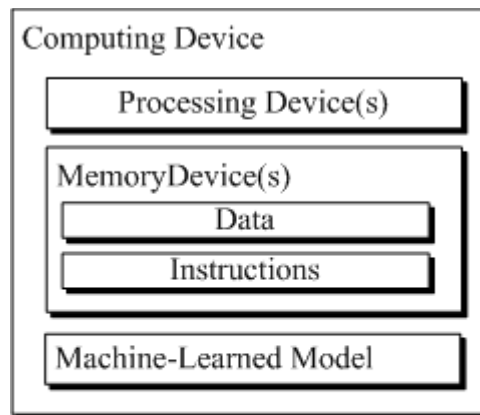 Computing Device
Processing Device(s)
MemoryDevice(s)
Data
Instructions
Machine-Learned Model